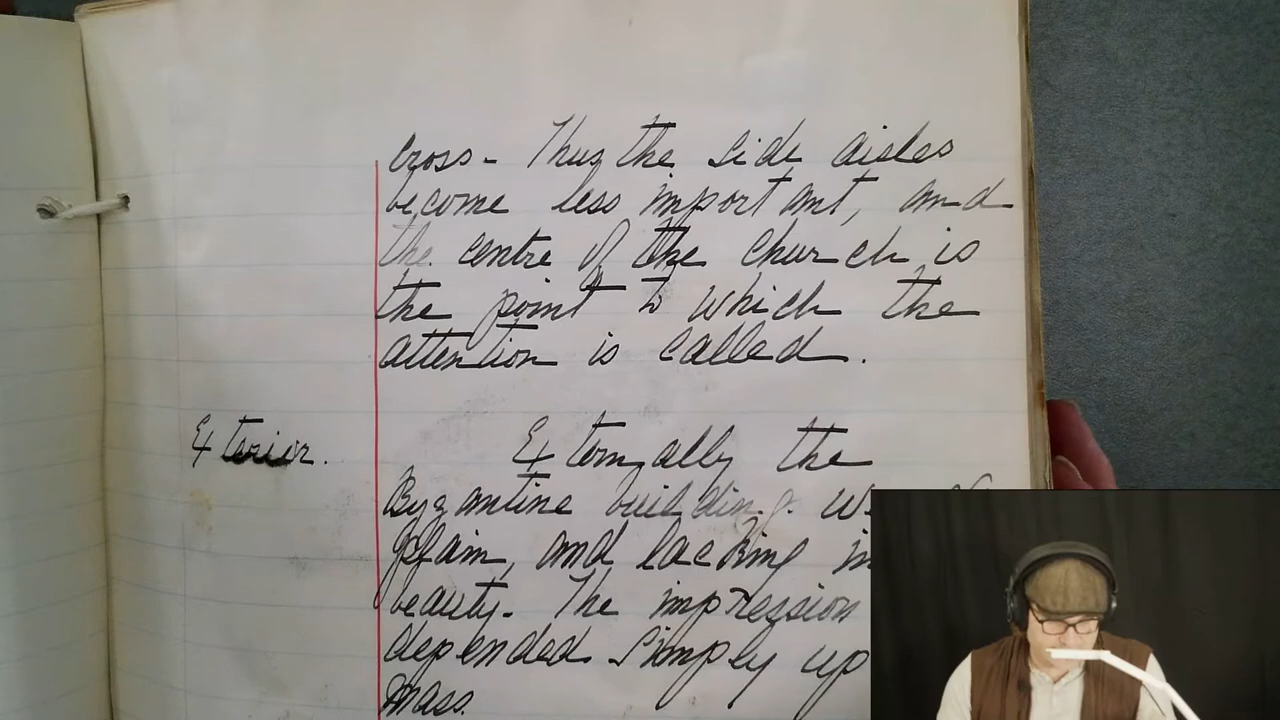 cross - Thus the side aisles
become less important, and
the centre of the church is
the point to which the
attention is called.
Exterior.
Externally the
Byzantine building
plain, and lacking in
beauty - The impression
depended simply up
mass.